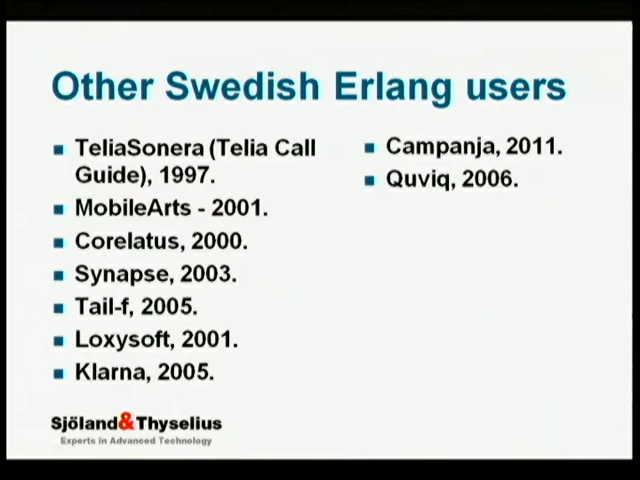 Other Swedish Erlang users
TeliaSonera (Telia Call
Guide), 1997.
MobileArts - 2001.
Corelatus, 2000.
Synapse, 2003.
Tail-f, 2005.
Loxysoft, 2001.
Klarna, 2005.
Campanja, 2011.
Quviq, 2006.
Sjöland&Thyselius
Experts in Advanced Technology